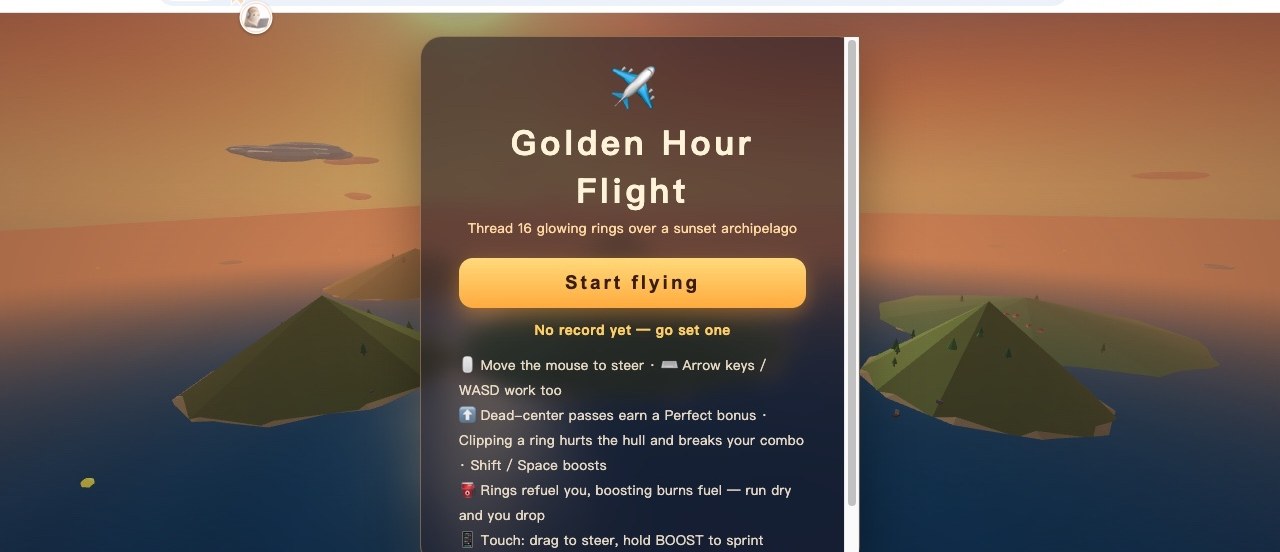 Golden Hour
Flight
Thread 16 glowing rings over a sunset archipelago
Start flying
No record yet — go set one
Move the mouse to steer · Arrow keys /
WASD work too
Dead-center passes earn a Perfect bonus ·
Clipping a ring hurts the hull and breaks your combo
· Shift / Space boosts
Rings refuel you, boosting burns fuel — run dry
and you drop
Touch: drag to steer, hold BOOST to sprint